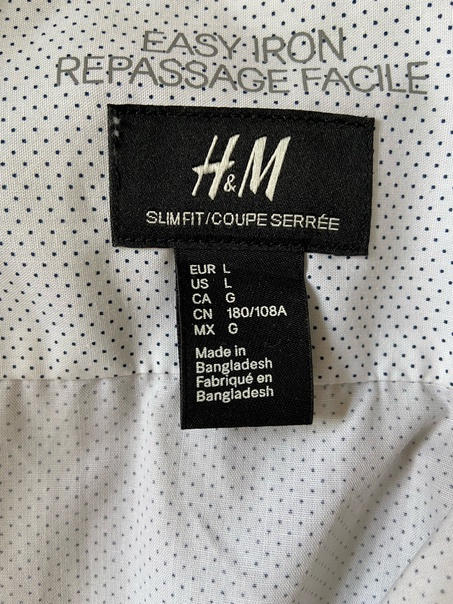 EASY IRON
REPASSAGE FACILE
H&M
SLIM FIT/COUPE SERRÉE
EUR L
US L
CA G
CN 180/108A
MX G
Made in
Bangladesh
Fabriqué en
Bangladesh